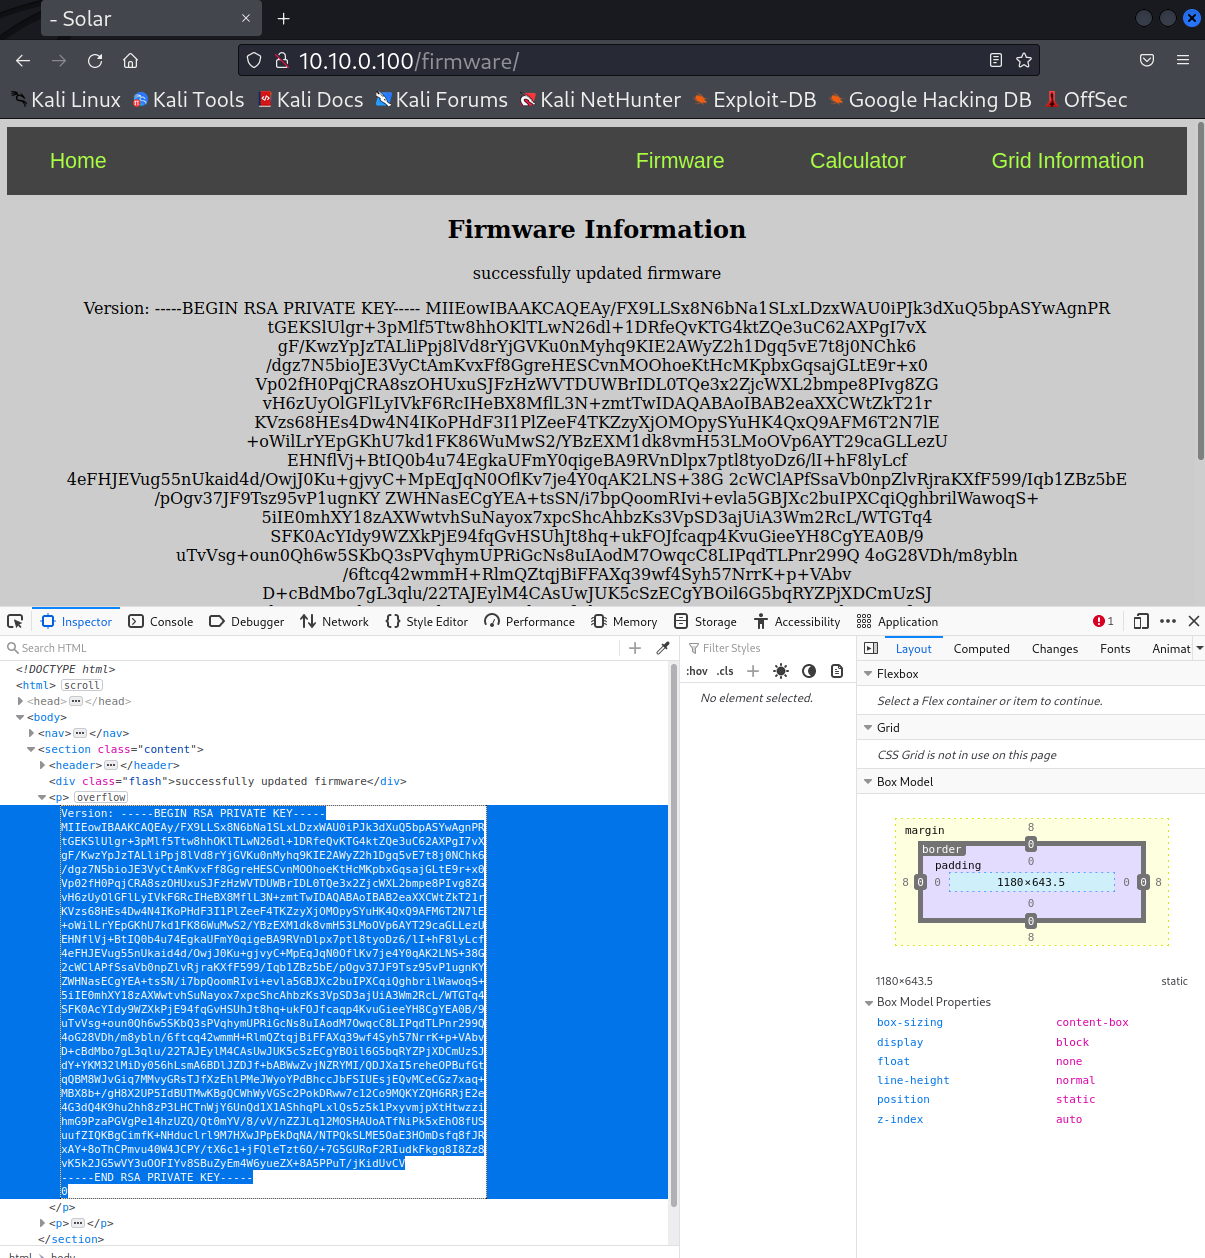 - Solar
10.10.0.100/firmware/
Kali Linux Kali Tools Kali Docs Kali Forums Kali NetHunter Exploit-DB Google Hacking DB OffSec
Home Firmware Calculator Grid Information
Firmware Information
successfully updated firmware
Version: -----BEGIN RSA PRIVATE KEY----- MIIEowIBAAKCAQEAy/FX9LLSx8N6bNa1SLxLDzxWAU0iPJk3dXuQ5bpASYwAgnPR
tGEKSlUlgr+3pMlf5Ttw8hhOKlTLwN26dl+1DRfeQvKTG4ktZQe3uC62AXPgI7vX
gF/KwzYpJzTALliPpj8lVd8rYjGVKu0nMyhq9KIE2AWyZ2h1Dgq5vE7t8j0NChk6
/dgz7N5bioJE3VyCtAmKvxFf8GgreHESCvnMOOhoeKtHcMKpbxGqsajGLtE9r+x0
Vp02fH0PqjCRA8szOHUxuSJFzHzWVTDUWBrIDL0TQe3x2ZjcWXL2bmpe8PIvg8ZG
vH6zUyOlGFlLyIVkF6RcIHeBX8MflL3N+zmtTwIDAQABAoIBAB2eaXXCWtZkT21r
KVzs68HEs4Dw4N4IKoPHdF3I1PlZeeF4TKZzyXjOMOpySYuHK4QxQ9AFM6T2N7lE
+oWilLrYEpGKhU7kd1FK86WuMwS2/YBzEXM1dk8vmH53LMoOVp6AYT29caGLLezU
EHNflVj+BtIQ0b4u74EgkaUFmY0qigeBA9RVnDlpx7ptl8tyoDz6/lI+hF8lyLcf
4eFHJEVug55nUkaid4d/OwjJ0Ku+gjvyC+MpEqJqN0OflKv7je4Y0qAK2LNS+38G 2cWClAPfSsaVb0npZlvRjraKXfF599/Iqb1ZBz5bE
/pOgv37JF9Tsz95vP1ugnKY ZWHNasECgYEA+tsSN/i7bpQoomRIvi+evla5GBJXc2buIPXCqiQghbrilWawoqS+
5iIE0mhXY18zAXWwtvhSuNayox7xpcShcAhbzKs3VpSD3ajUiA3Wm2RcL/WTGTq4
SFK0AcYIdy9WZXkPjE94fqGvHSUhJt8hq+ukFOJfcaqp4KvuGieeYH8CgYEA0B/9
uTvVsg+oun0Qh6w5SKbQ3sPVqhymUPRiGcNs8uIAodM7OwqcC8LIPqdTLPnr299Q 4oG28VDh/m8ybln
/6ftcq42wmmH+RlmQZtqjBiFFAXq39wf4Syh57NrrK+p+VAbv
D+cBdMbo7gL3qlu/22TAJEylM4CAsUwJUK5cSzECgYBOil6G5bqRYZPjXDCmUzSJ
Inspector Console Debugger Network Style Editor Performance Memory Storage Accessibility Application 1
Search HTML Filter Styles Layout Computed Changes Fonts Animat
:hov .cls
No element selected.
<!DOCTYPE html>
<html> scroll
<head> </head>
<body>
<nav> </nav>
<section class="content">
<header> </header>
<div class="flash">successfully updated firmware</div>
<p> overflow
Version: -----BEGIN RSA PRIVATE KEY-----
MIIEowIBAAKCAQEAy/FX9LLSx8N6bNa1SLxLDzxWAU0iPJk3dXuQ5bpASYwAgnPR
tGEKSlUlgr+3pMlf5Ttw8hhOKlTLwN26dl+1DRfeQvKTG4ktZQe3uC62AXPgI7vX
gF/KwzYpJzTALliPpj8lVd8rYjGVKu0nMyhq9KIE2AWyZ2h1Dgq5vE7t8j0NChk6
/dgz7N5bioJE3VyCtAmKvxFf8GgreHESCvnMOOhoeKtHcMKpbxGqsajGLtE9r+x0
Vp02fH0PqjCRA8szOHUxuSJFzHzWVTDUWBrIDL0TQe3x2ZjcWXL2bmpe8PIvg8ZG
vH6zUyOlGFlLyIVkF6RcIHeBX8MflL3N+zmtTwIDAQABAoIBAB2eaXXCWtZkT21r
KVzs68HEs4Dw4N4IKoPHdF3I1PlZeeF4TKZzyXjOMOpySYuHK4QxQ9AFM6T2N7lE
+oWilLrYEpGKhU7kd1FK86WuMwS2/YBzEXM1dk8vmH53LMoOVp6AYT29caGLLezU
EHNflVj+BtIQ0b4u74EgkaUFmY0qigeBA9RVnDlpx7ptl8tyoDz6/lI+hF8lyLcf
4eFHJEVug55nUkaid4d/OwjJ0Ku+gjvyC+MpEqJqN0OflKv7je4Y0qAK2LNS+38G
2cWClAPfSsaVb0npZlvRjraKXfF599/Iqb1ZBz5bE/pOgv37JF9Tsz95vP1ugnKY
ZWHNasECgYEA+tsSN/i7bpQoomRIvi+evla5GBJXc2buIPXCqiQghbrilWawoqS+
5iIE0mhXY18zAXWwtvhSuNayox7xpcShcAhbzKs3VpSD3ajUiA3Wm2RcL/WTGTq4
SFK0AcYIdy9WZXkPjE94fqGvHSUhJt8hq+ukFOJfcaqp4KvuGieeYH8CgYEA0B/9
uTvVsg+oun0Qh6w5SKbQ3sPVqhymUPRiGcNs8uIAodM7OwqcC8LIPqdTLPnr299Q
4oG28VDh/m8ybln/6ftcq42wmmH+RlmQZtqjBiFFAXq39wf4Syh57NrrK+p+VAbv
D+cBdMbo7gL3qlu/22TAJEylM4CAsUwJUK5cSzECgYBOil6G5bqRYZPjXDCmUzSJ
dY+YKM32lMiDy056hLsmA6BDlJZDJf+bABWwZvjNZRYMI/QDJXaI5reheOPBufGt
qQBM8WJvGiq7MMvyGRsTJfXzEhlPMeJWyoYPdBhccJbFSIUEsjEQvMCeCGz7xaq+
MBX8b+/gH8X2UP5IdBUTMwKBgQCWhWyVGSc2PokDRww7c12Co9MQKYZQH6RRjE2e
4G3dQ4K9hu2hh8zP3LHCTnWjY6UnQd1X1AShhqPLxlQs5z5k1PxyvmjpXtHtwzzi
hmG9PzaPGVgPe14hzUZQ/Qt0mYV/8/vV/nZZJLq12MOSHAUoATfNiPk5xEhO8fUS
uufZIQKBgCimfK+NHduclrl9M7HXwJPpEkDqNA/NTPQkSLME5OaE3HOmDsfq8fJR
xAY+8oThCPmvu40W4JCPY/tX6c1+jFQleTzt6O/+7G5GURoF2RIudkFkgq8I8Zz8
vK5k2JG5wVY3uOOFIYv8SBuZyEm4W6yueZX+8A5PPuT/jKidUvCV
-----END RSA PRIVATE KEY-----
0
</p>
<p> </p>
</section>
html body
Flexbox
Select a Flex container or item to continue.
Grid
CSS Grid is not in use on this page
Box Model
margin 8
border 0
padding 0
8 0 0 1180×643.5 0 0 8
0
0
8
1180×643.5 static
Box Model Properties
box-sizing content-box
display block
float none
line-height normal
position static
z-index auto